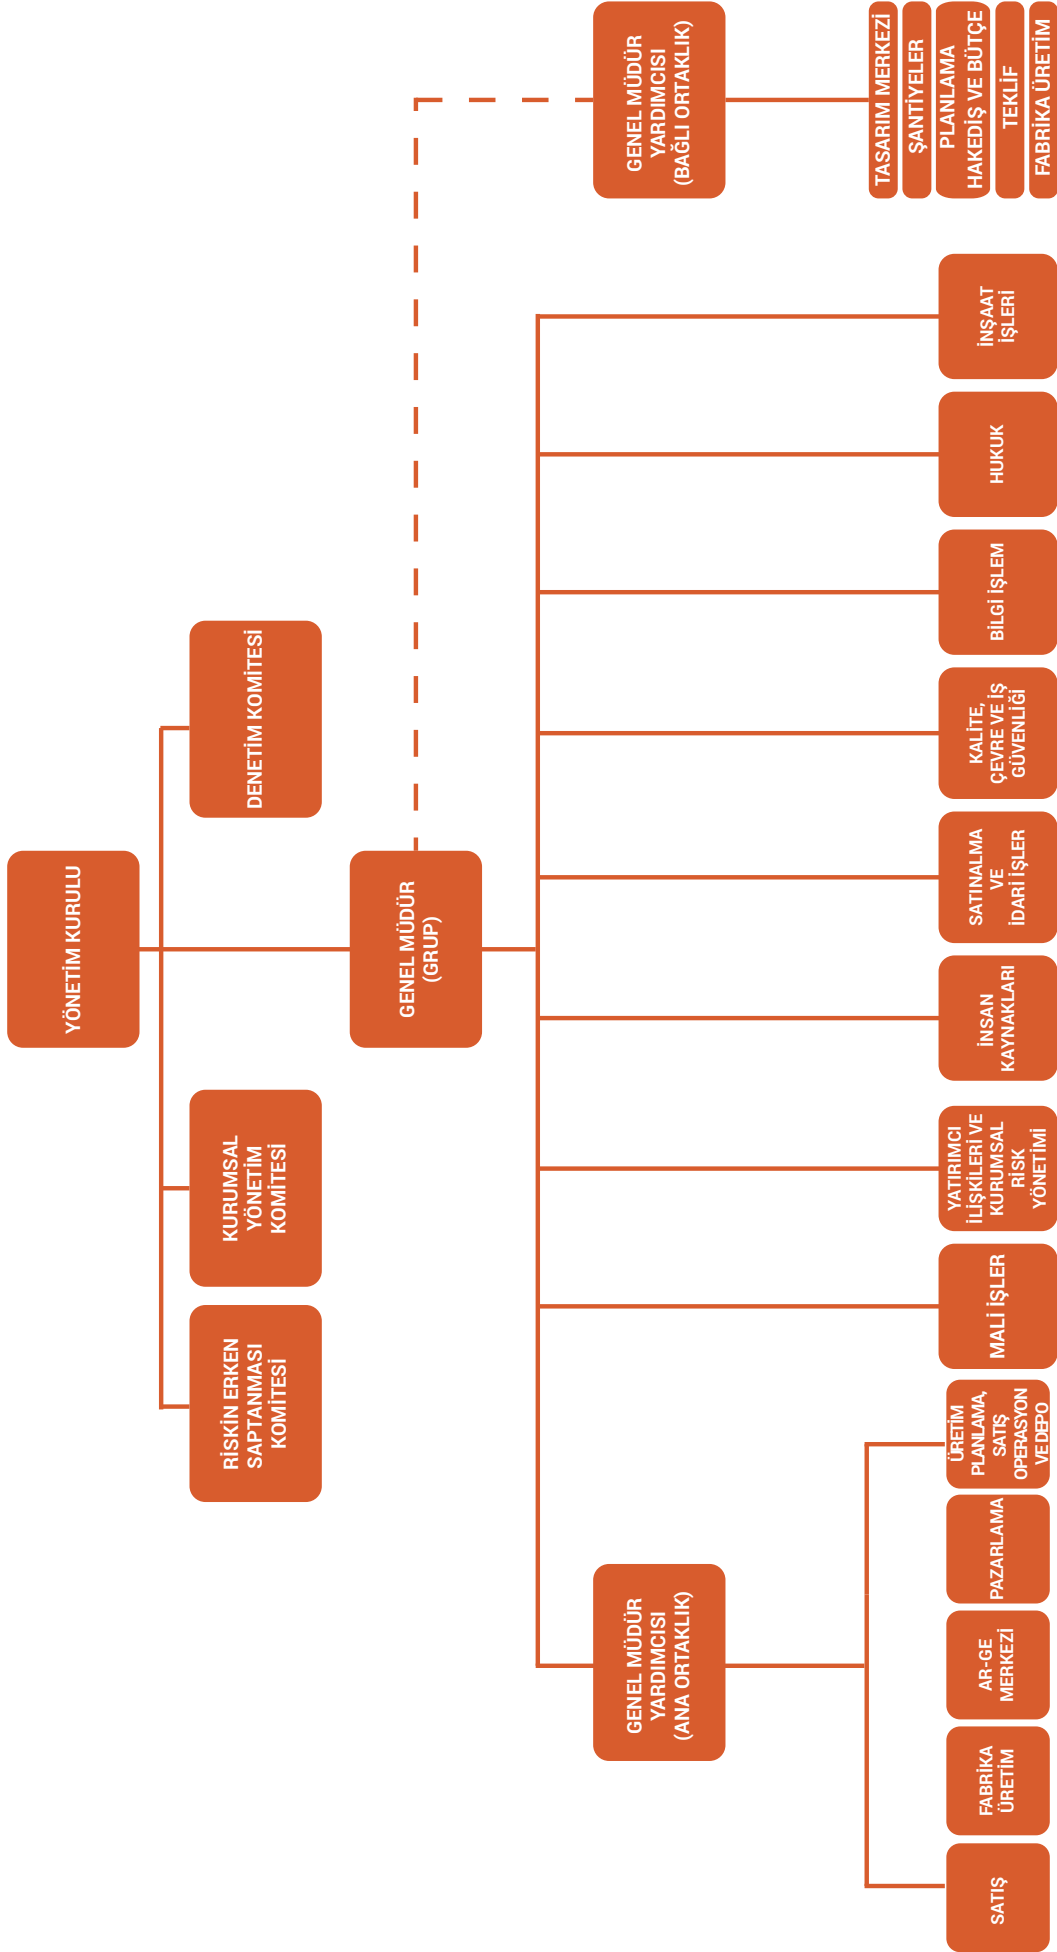 YÖNETİM KURULU
RİSKİN ERKEN
SAPTANMASI
KOMİTESİ
KURUMSAL
YÖNETİM
KOMİTESİ
DENETİM KOMİTESİ
GENEL MÜDÜR
(GRUP)
GENEL MÜDÜR
YARDIMCISI
(ANA ORTAKLIK)
GENEL MÜDÜR
YARDIMCISI
(BAĞLI ORTAKLIK)
SATIŞ
FABRİKA
ÜRETİM
AR-GE
MERKEZİ
PAZARLAMA
ÜRETİM
PLANLAMA,
SATIŞ
OPERASYON
VE DEPO
MALİ İŞLER
YATIRIMCI
İLİŞKİLERİ VE
KURUMSAL
RİSK
YÖNETİMİ
İNSAN
KAYNAKLARI
SATINALMA
VE
İDARİ İŞLER
KALİTE,
ÇEVRE VE İŞ
GÜVENLİĞİ
BİLGİ İŞLEM
HUKUK
İNŞAAT
İŞLERİ
TASARIM MERKEZİ
ŞANTİYELER
PLANLAMA
HAKEDİŞ VE BÜTÇE
TEKLİF
FABRİKA ÜRETİM